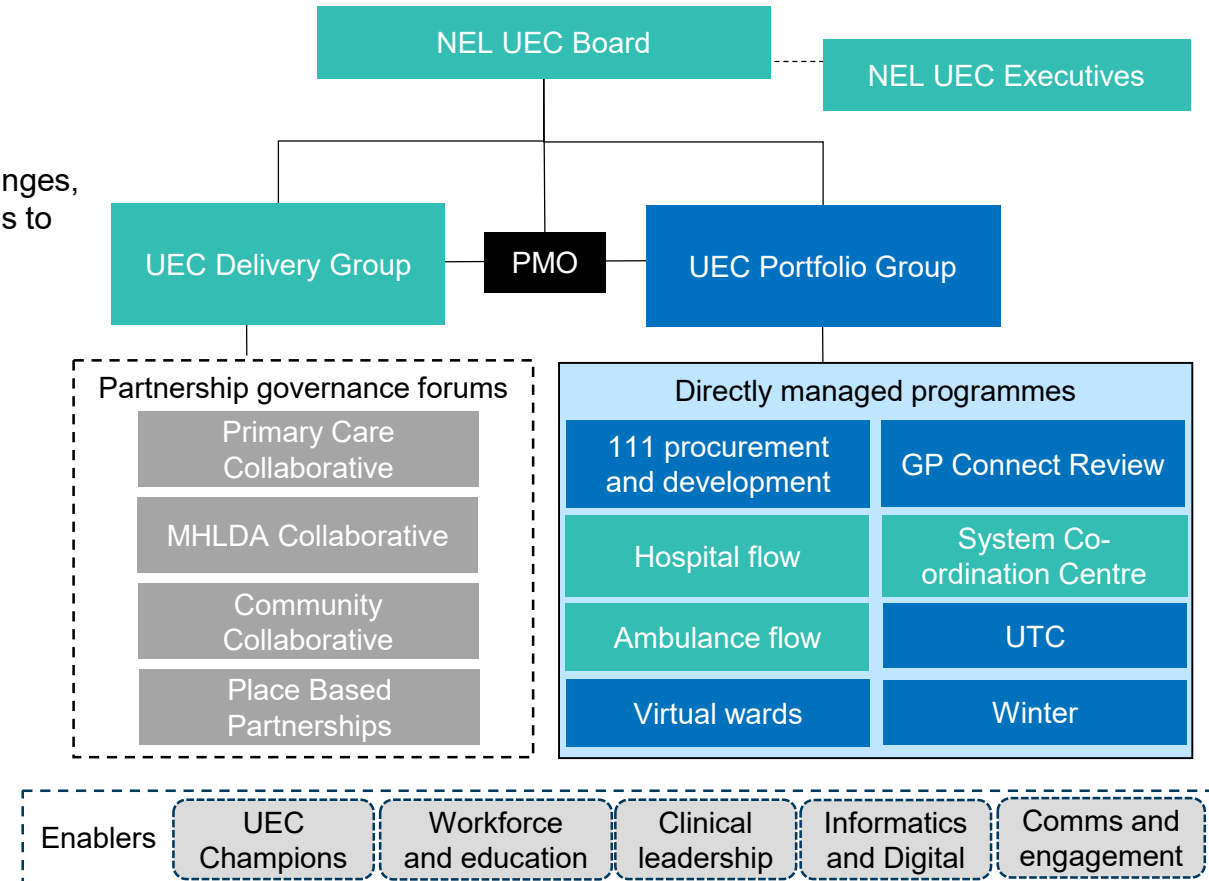 NEL UEC Board
NEL UEC Executives
nges,
s to
UEC Delivery Group
PMO
UEC Portfolio Group
Partnership governance forums
Primary Care
Collaborative
MHLDA Collaborative
Community
Collaborative
Place Based
Partnerships
Directly managed programmes
111 procurement
and development
GP Connect Review
Hospital flow
System Co-
ordination Centre
Ambulance flow
UTC
Virtual wards
Winter
Enablers
UEC
Champions
Workforce
and education
Clinical
leadership
Informatics
and Digital
Comms and
engagement